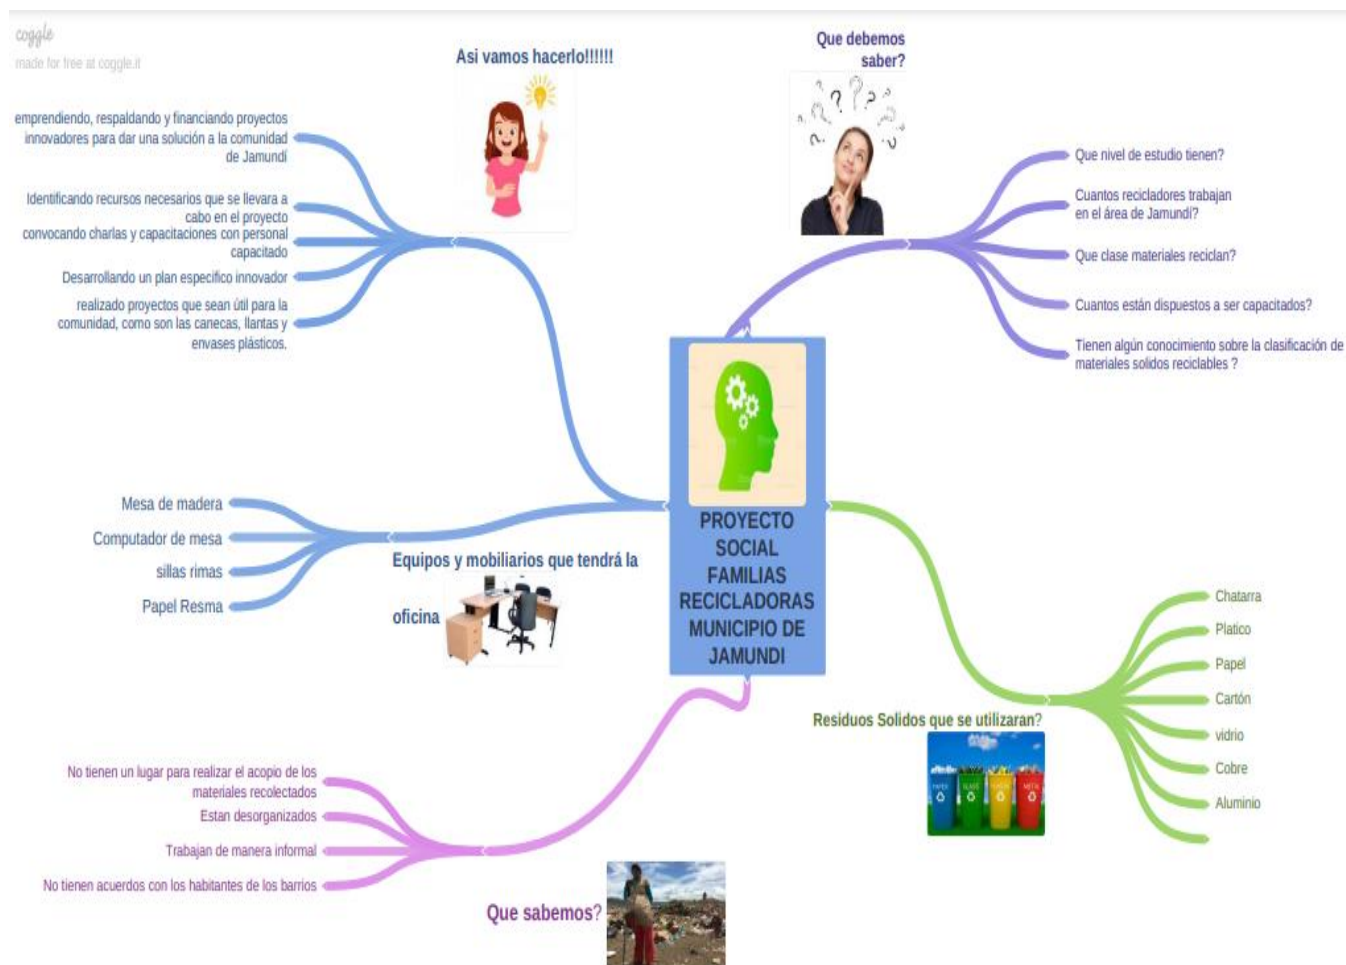 coggle
made for free at coggle.it
Asi vamos hacerlo!!!!!!
emprendiendo, respaldando y financiando proyectos
innovadores para dar una solución a la comunidad
de Jamundí
Identificando recursos necesarios que se llevara a
cabo en el proyecto
convocando charlas y capacitaciones con personal
capacitado
Desarrollando un plan especifico innovador
realizado proyectos que sean útil para la
comunidad, como son las canecas, llantas y
envases plásticos.
Que debemos
saber?
Que nivel de estudio tienen?
Cuantos recicladores trabajan
en el área de Jamundí?
Que clase materiales reciclan?
Cuantos están dispuestos a ser capacitados?
Tienen algún conocimiento sobre la clasificación de
materiales solidos reciclables ?
PROYECTO
SOCIAL
FAMILIAS
RECICLADORAS
MUNICIPIO DE
JAMUNDI
Mesa de madera
Computador de mesa
sillas rimas
Papel Resma
Equipos y mobiliarios que tendrá la
oficina
Residuos Solidos que se utilizaran?
Chatarra
Platico
Papel
Cartón
vidrio
Cobre
Aluminio
PAPER
GLASS
METAL
No tienen un lugar para realizar el acopio de los
materiales recolectados
Estan desorganizados
Trabajan de manera informal
No tienen acuerdos con los habitantes de los barrios
Que sabemos?